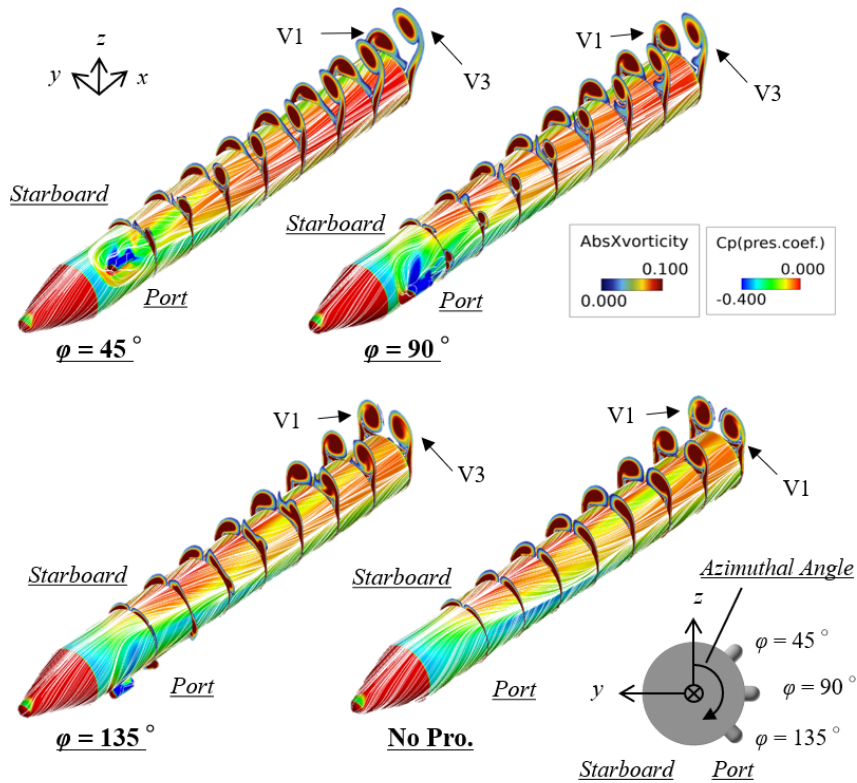 V1
V1
z
y
x
V3
V3
Starboard
Starboard
AbsXvorticity
0.100
0.000
Cp(pres.coef.)
0.000
-0.400
Port
Port
φ = 45°
φ = 90°
V1
V1
V3
V1
Starboard
Starboard
Azimuthal Angle
z
φ = 45°
y
φ = 90°
Port
Port
φ = 135°
φ = 135°
No Pro.
Starboard
Port